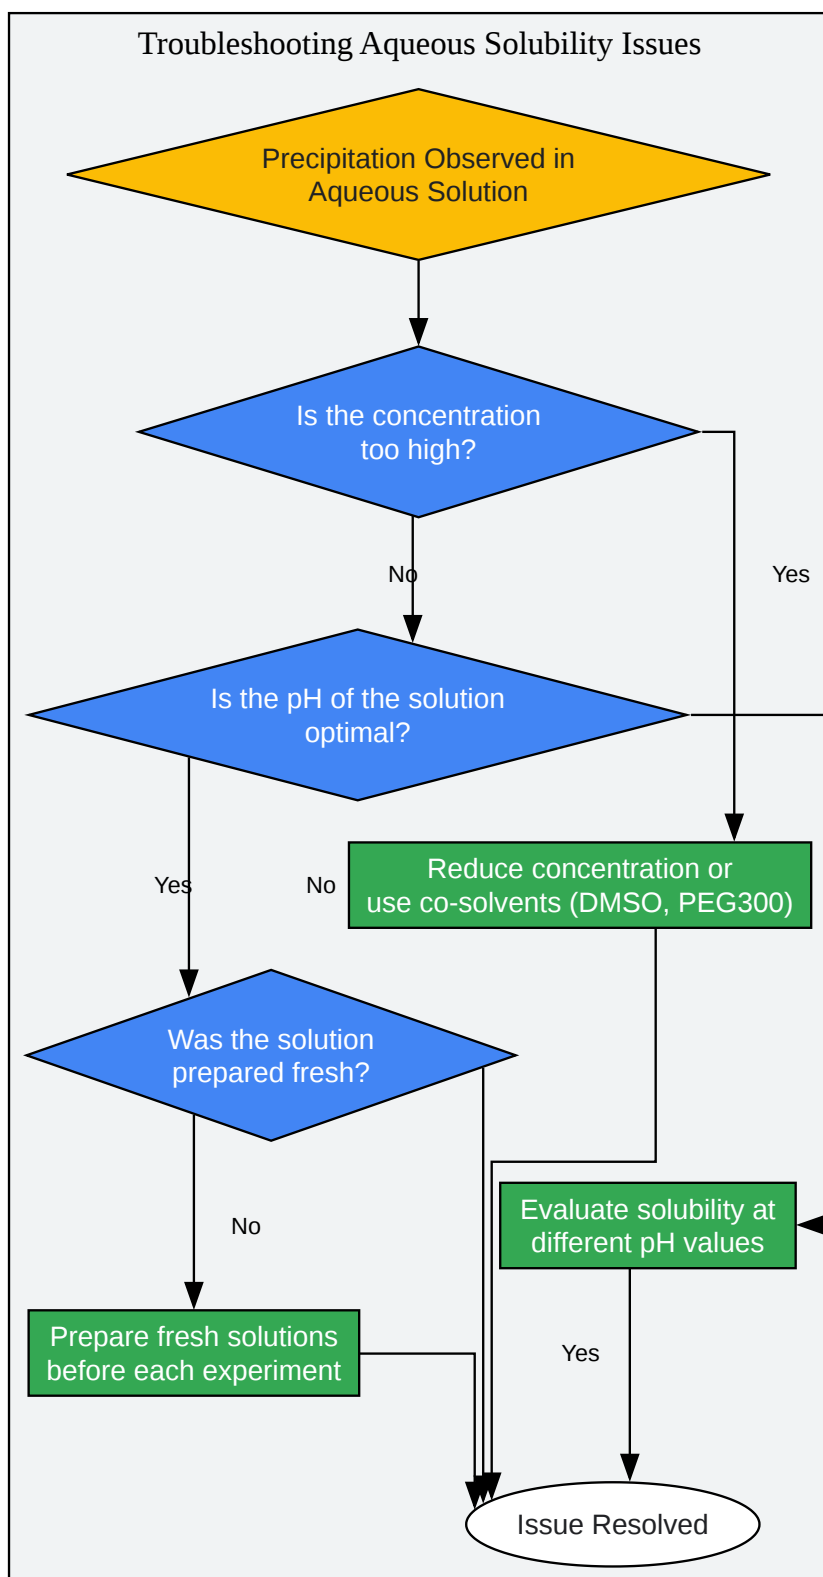 Troubleshooting Aqueous Solubility Issues
Precipitation Observed in
Aqueous Solution
Is the concentration
too high?
No
Yes
Is the pH of the solution
optimal?
Yes
No
Reduce concentration or
use co-solvents (DMSO, PEG300)
Was the solution
prepared fresh?
No
Evaluate solubility at
different pH values
Prepare fresh solutions
before each experiment
Yes
Issue Resolved